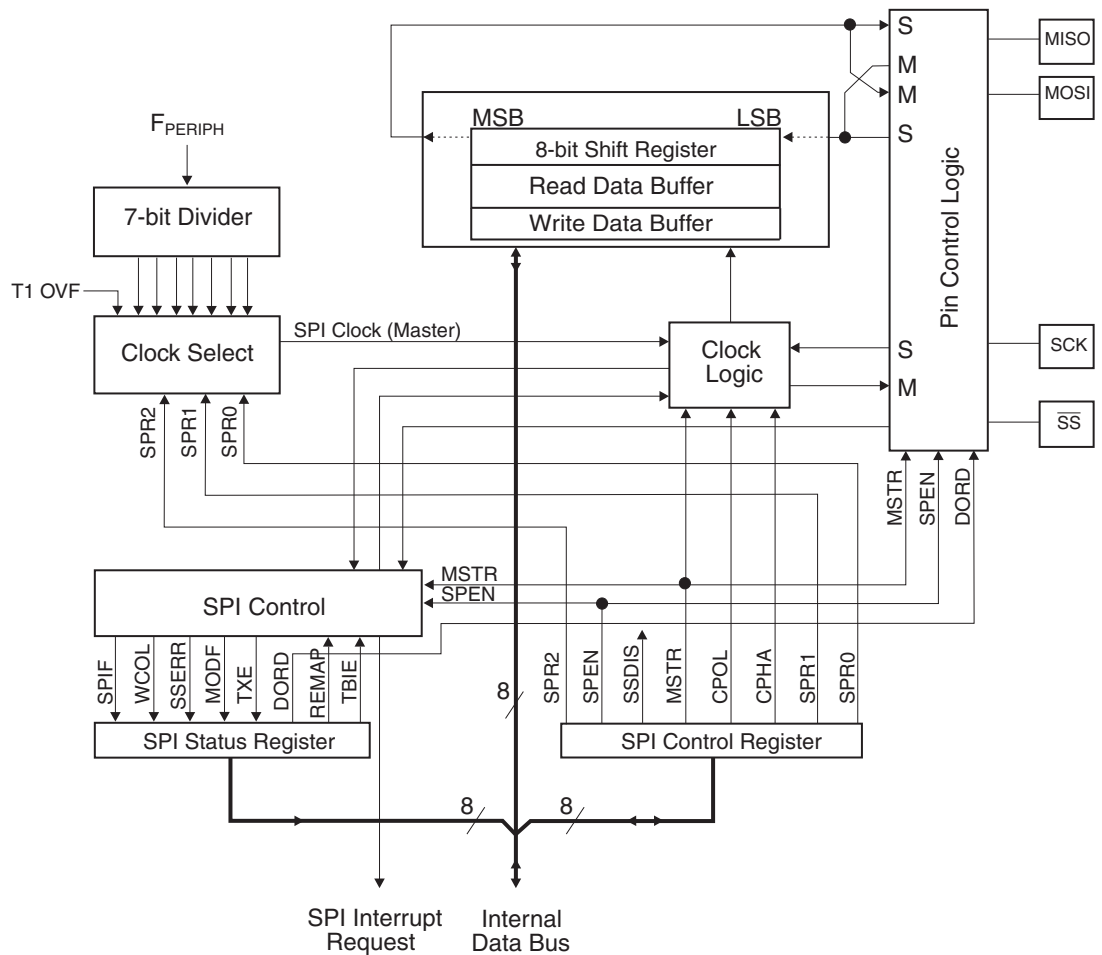 S
MISO
M
M
MOSI
MSB
LSB
S
8-bit Shift Register
Read Data Buffer
Write Data Buffer
Pin Control Logic
FPERIPH
7-bit Divider
T1 OVF
Clock Select
SPI Clock (Master)
Clock
Logic
S
M
SCK
SS
SPR2
SPR1
SPR0
MSTR
SPEN
DORD
SPI Control
MSTR
SPEN
SPIF
WCOL
SSERR
MODF
TXE
DORD
REMAP
TBIE
SPI Status Register
8
SPR2
SPEN
SSDIS
MSTR
CPOL
CPHA
SPR1
SPR0
SPI Control Register
8
8
SPI Interrupt
Request
Internal
Data Bus